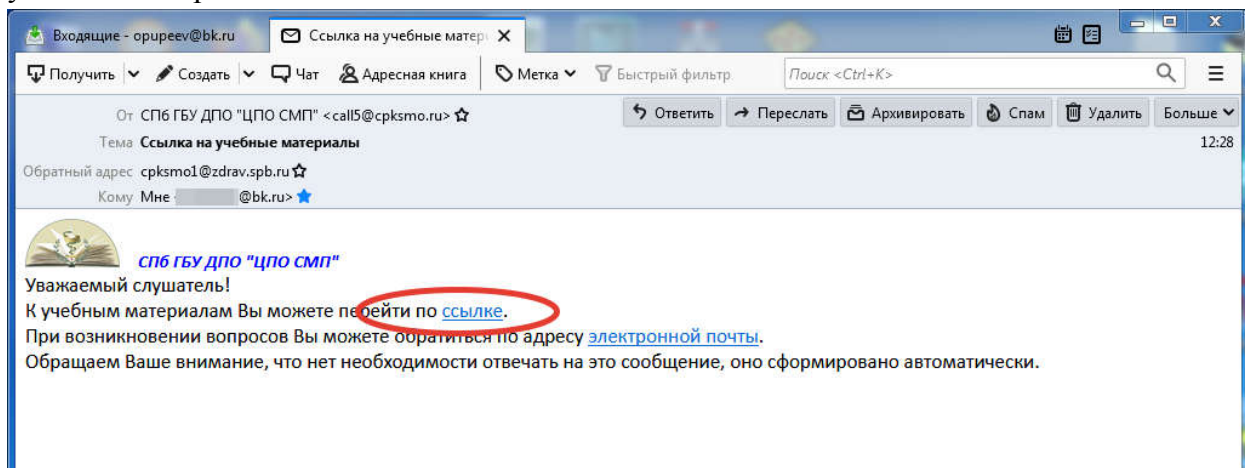 Входящие - opupeev@bk.ru
Ссылка на учебные матери
Получить
Создать
Чат
Адресная книга
Метка
Быстрый фильтр
Поиск <Ctrl+K>
От СПб ГБУ ДПО "ЦПО СМП" <call5@cpksmo.ru>
Ответить
Переслать
Архивировать
Спам
Удалить
Больше
Тема Ссылка на учебные материалы
12:28
Обратный адрес cpksmo1@zdrav.spb.ru
Кому Мне @bk.ru>
СПб ГБУ ДПО "ЦПО СМП"
Уважаемый слушатель!
К учебным материалам Вы можете перейти по ссылке.
При возникновении вопросов Вы можете обратиться по адресу электронной почты.
Обращаем Ваше внимание, что нет необходимости отвечать на это сообщение, оно сформировано автоматически.